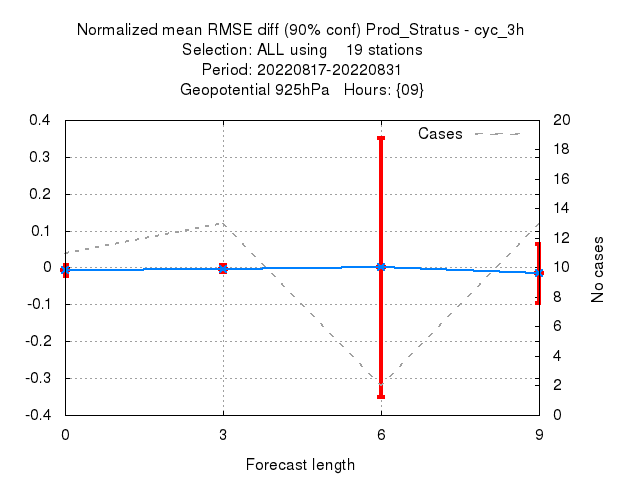 Normalized mean RMSE diff (90% conf) Prod_Stratus - cyc_3h
Selection: ALL using    19 stations
Period: 20220817-20220831
Geopotential 925hPa   Hours: {09}
Cases
0.4
0.3
0.2
0.1
0
-0.1
-0.2
-0.3
-0.4
20
18
16
14
12
10
8
6
4
2
0
No cases
0 3 6 9
Forecast length